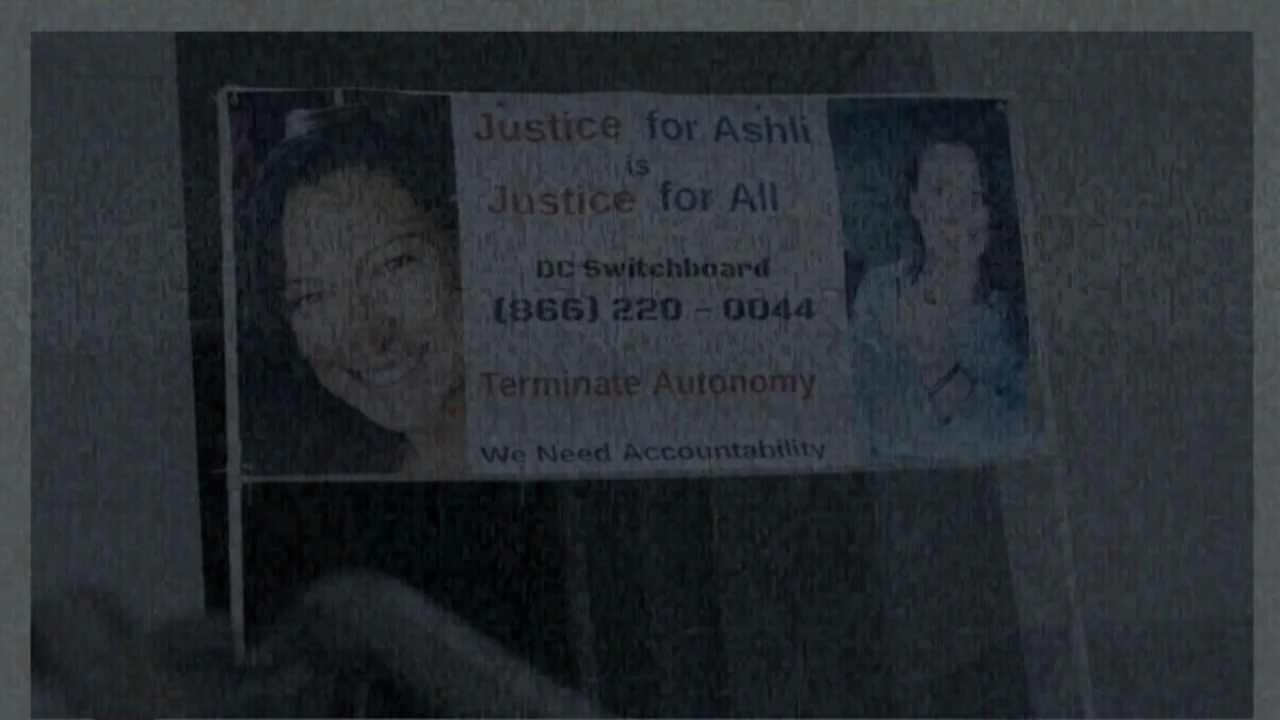 Justice for Ashli
is
Justice for All
DC Switchboard
(866) 220 - 0044
Terminate Autonomy
We Need Accountability